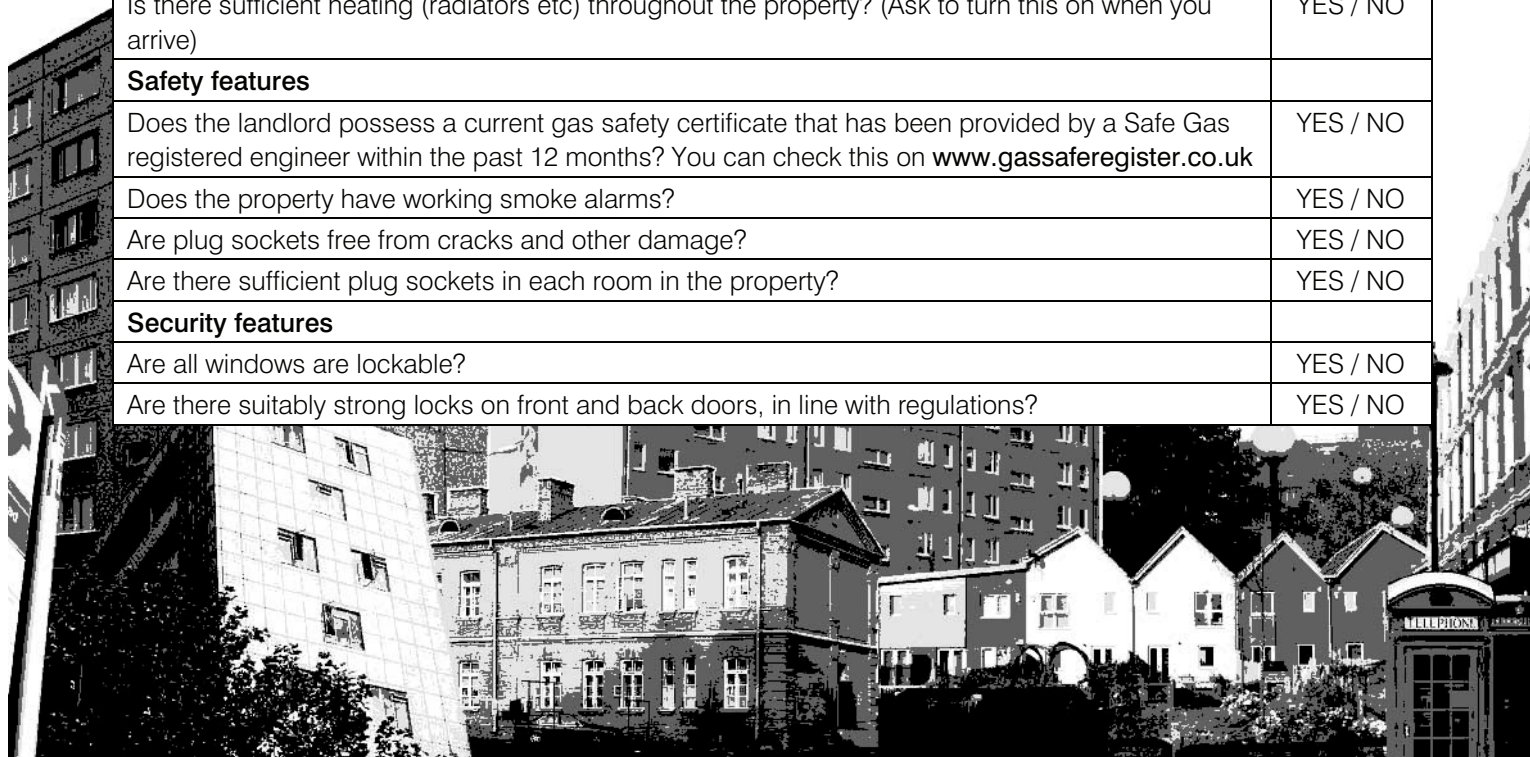 Is there sufficient heating (radiators etc) throughout the property? (Ask to turn this on when you YES / NO
arrive)
Safety features
Does the landlord possess a current gas safety certificate that has been provided by a Safe Gas YES / NO
registered engineer within the past 12 months? You can check this on www.gassaferegister.co.uk
Does the property have working smoke alarms? YES / NO
Are plug sockets free from cracks and other damage? YES / NO
Are there sufficient plug sockets in each room in the property? YES / NO
Security features
Are all windows are lockable? YES / NO
Are there suitably strong locks on front and back doors, in line with regulations? YES / NO
TELEPHONE